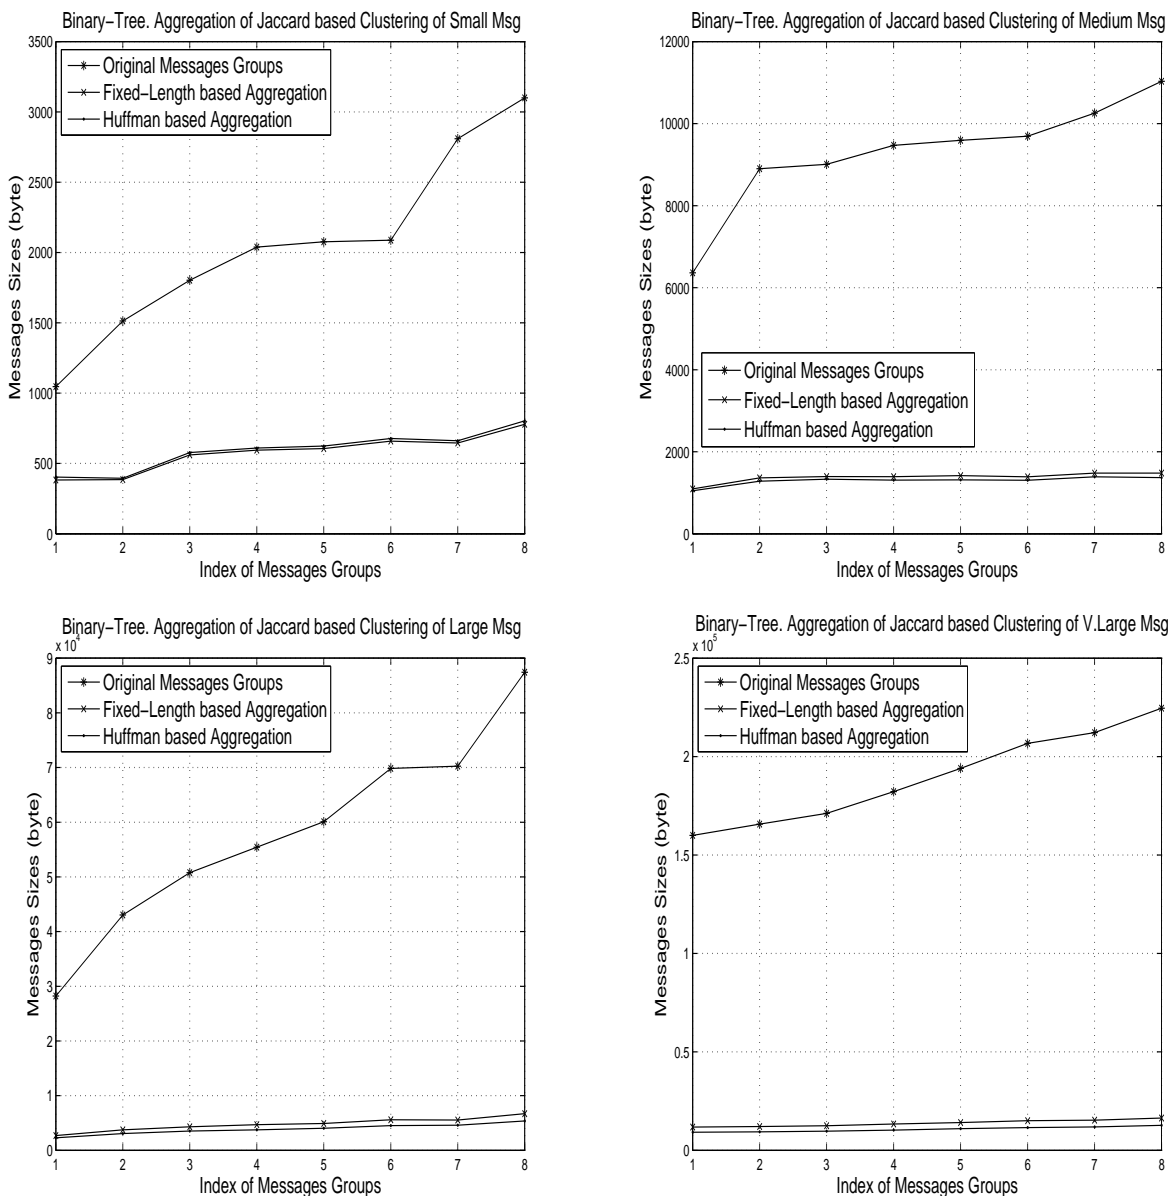 Binary-Tree. Aggregation of Jaccard based Clustering of Small Msg
3500
3000
2500
2000
1500
1000
500
0
Messages Sizes (byte)
Original Messages Groups
Fixed-Length based Aggregation
Huffman based Aggregation
1 2 3 4 5 6 7 8
Index of Messages Groups
Binary-Tree. Aggregation of Jaccard based Clustering of Medium Msg
12000
10000
8000
6000
4000
2000
0
Messages Sizes (byte)
Original Messages Groups
Fixed-Length based Aggregation
Huffman based Aggregation
1 2 3 4 5 6 7 8
Index of Messages Groups
Binary-Tree. Aggregation of Jaccard based Clustering of Large Msg
x 10^4
9
8
7
6
5
4
3
2
1
0
Messages Sizes (byte)
Original Messages Groups
Fixed-Length based Aggregation
Huffman based Aggregation
1 2 3 4 5 6 7 8
Index of Messages Groups
Binary-Tree. Aggregation of Jaccard based Clustering of V.Large Msg
x 10^5
2.5
2
1.5
1
0.5
0
Messages Sizes (byte)
Original Messages Groups
Fixed-Length based Aggregation
Huffman based Aggregation
1 2 3 4 5 6 7 8
Index of Messages Groups